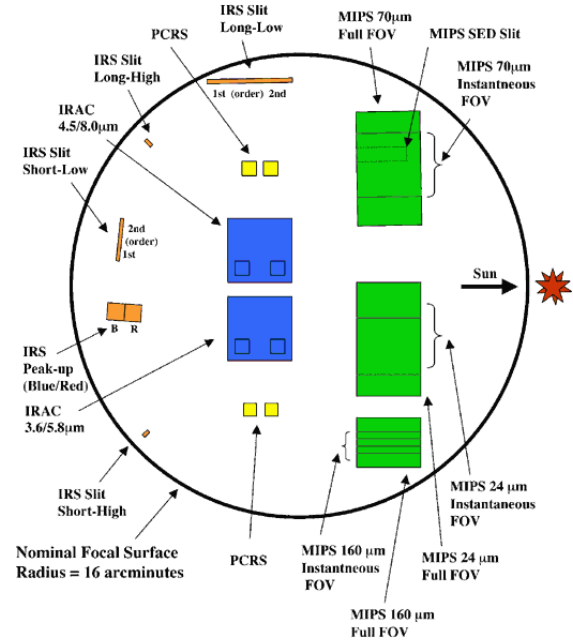 IRS Slit
Long-Low
PCRS
MIPS 70µm
Full FOV
MIPS SED Slit
IRS Slit
Long-High
MIPS 70µm
Instantneous
FOV
1st (order) 2nd
IRAC
4.5/8.0µm
IRS Slit
Short-Low
2nd
(order)
1st
Sun
B R
IRS
Peak-up
(Blue/Red)
IRAC
3.6/5.8µm
IRS Slit
Short-High
MIPS 24 µm
Instantaneous
FOV
Nominal Focal Surface
Radius = 16 arcminutes
PCRS
MIPS 160 µm
Instantneous
FOV
MIPS 24 µm
Full FOV
MIPS 160 µm
Full FOV